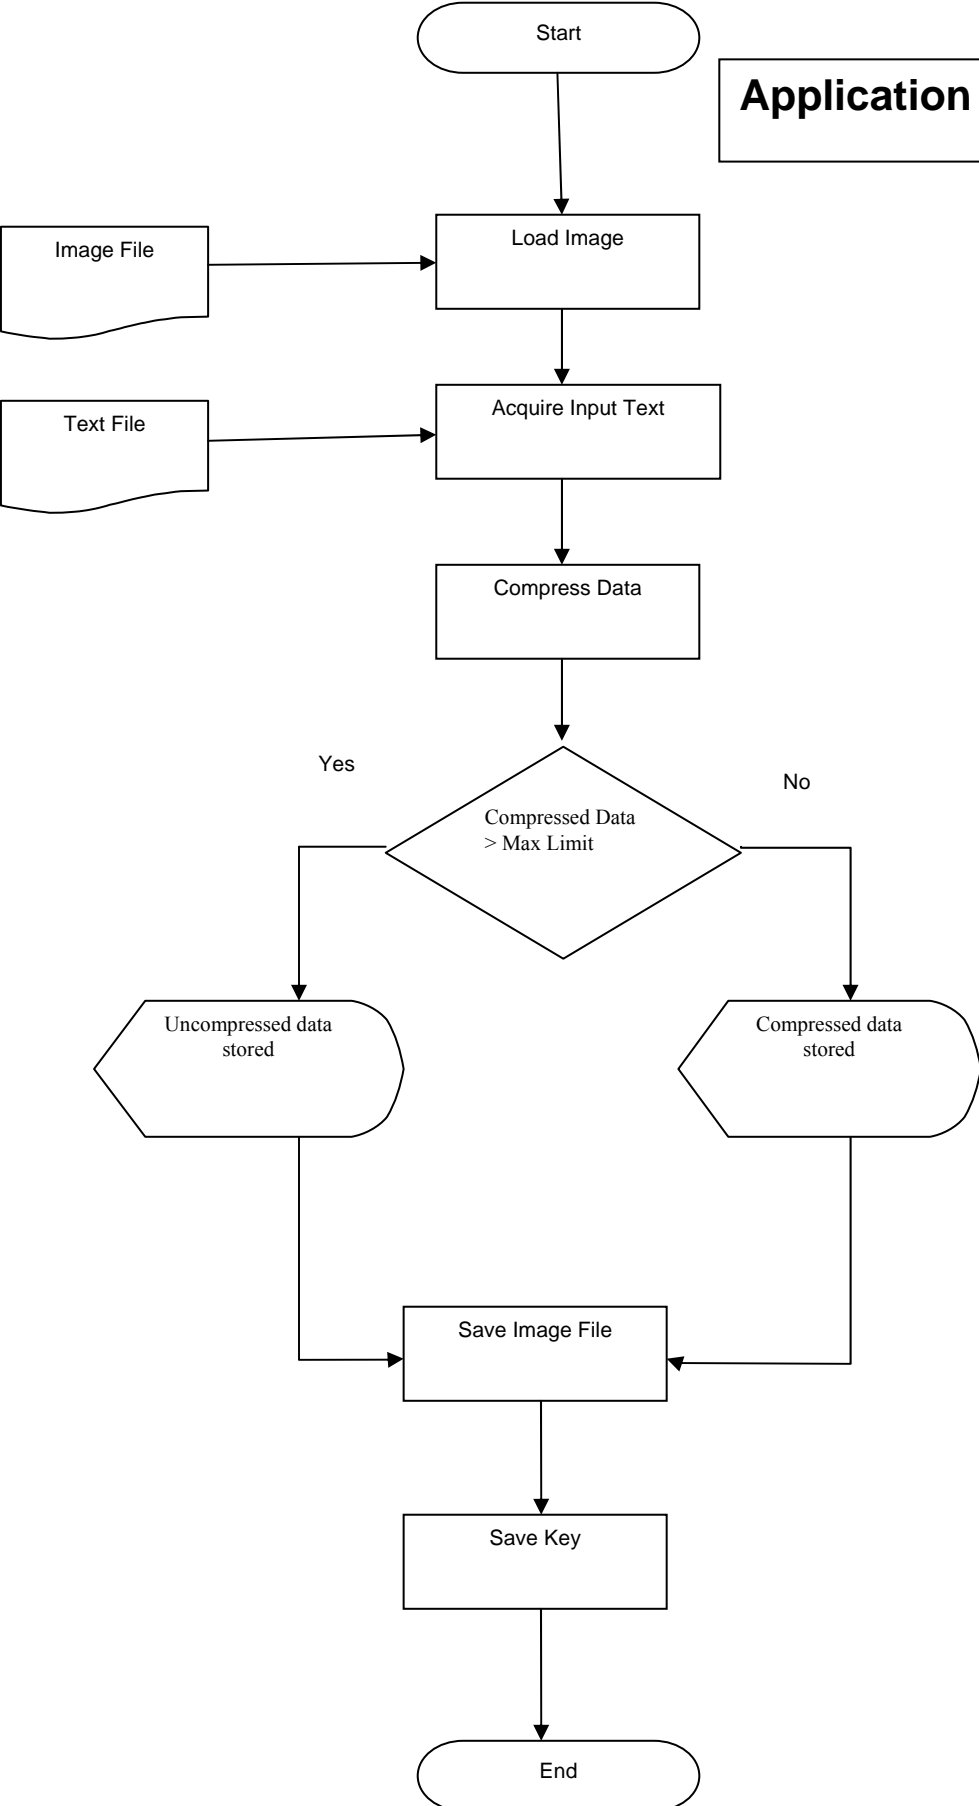 Start
Application
Image File
Load Image
Text File
Acquire Input Text
Compress Data
Yes
No
Compressed Data
> Max Limit
Uncompressed data
stored
Compressed data
stored
Save Image File
Save Key
End